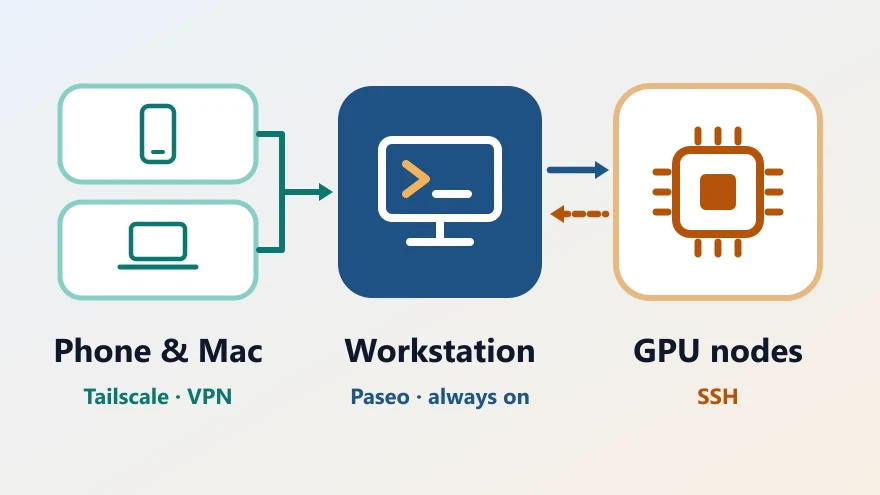 Phone & Mac
Tailscale · VPN
Workstation
Paseo · always on
GPU nodes
SSH